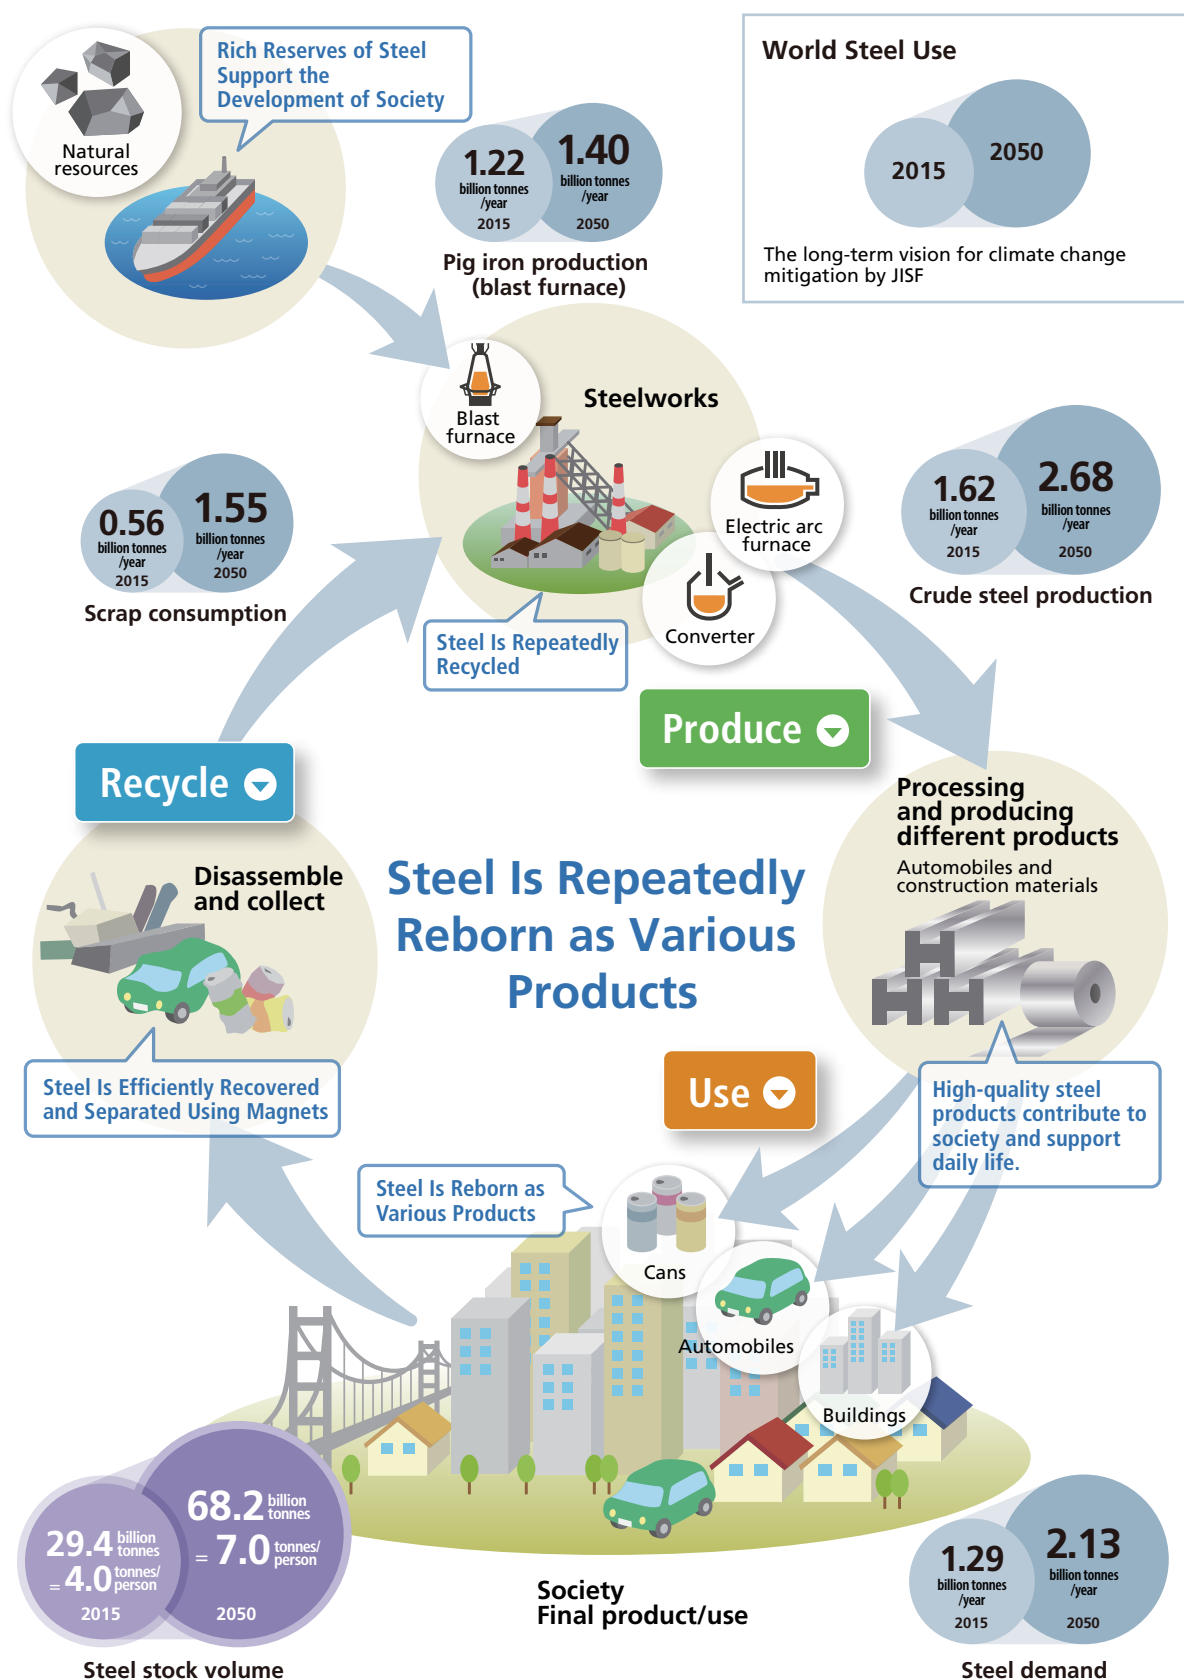 Rich Reserves of Steel
Support the
Development of Society
Natural
resources
World Steel Use
2015
2050
The long-term vision for climate change
mitigation by JISF
1.22
billion tonnes
/year
2015
1.40
billion tonnes
/year
2050
Pig iron production
(blast furnace)
Blast
furnace
Steelworks
Electric arc
furnace
Converter
Steel Is Repeatedly
Recycled
0.56
billion tonnes
/year
2015
1.55
billion tonnes
/year
2050
Scrap consumption
1.62
billion tonnes
/year
2015
2.68
billion tonnes
/year
2050
Crude steel production
Produce
Recycle
Processing
and producing
different products
Automobiles and
construction materials
Disassemble
and collect
Steel Is Repeatedly
Reborn as Various
Products
Steel Is Efficiently Recovered
and Separated Using Magnets
Use
High-quality steel
products contribute to
society and support
daily life.
Steel Is Reborn as
Various Products
Cans
Automobiles
Buildings
29.4 billion tonnes
= 4.0 tonnes/person
2015
68.2 billion tonnes
= 7.0 tonnes/person
2050
Steel stock volume
Society
Final product/use
1.29
billion tonnes
/year
2015
2.13
billion tonnes
/year
2050
Steel demand